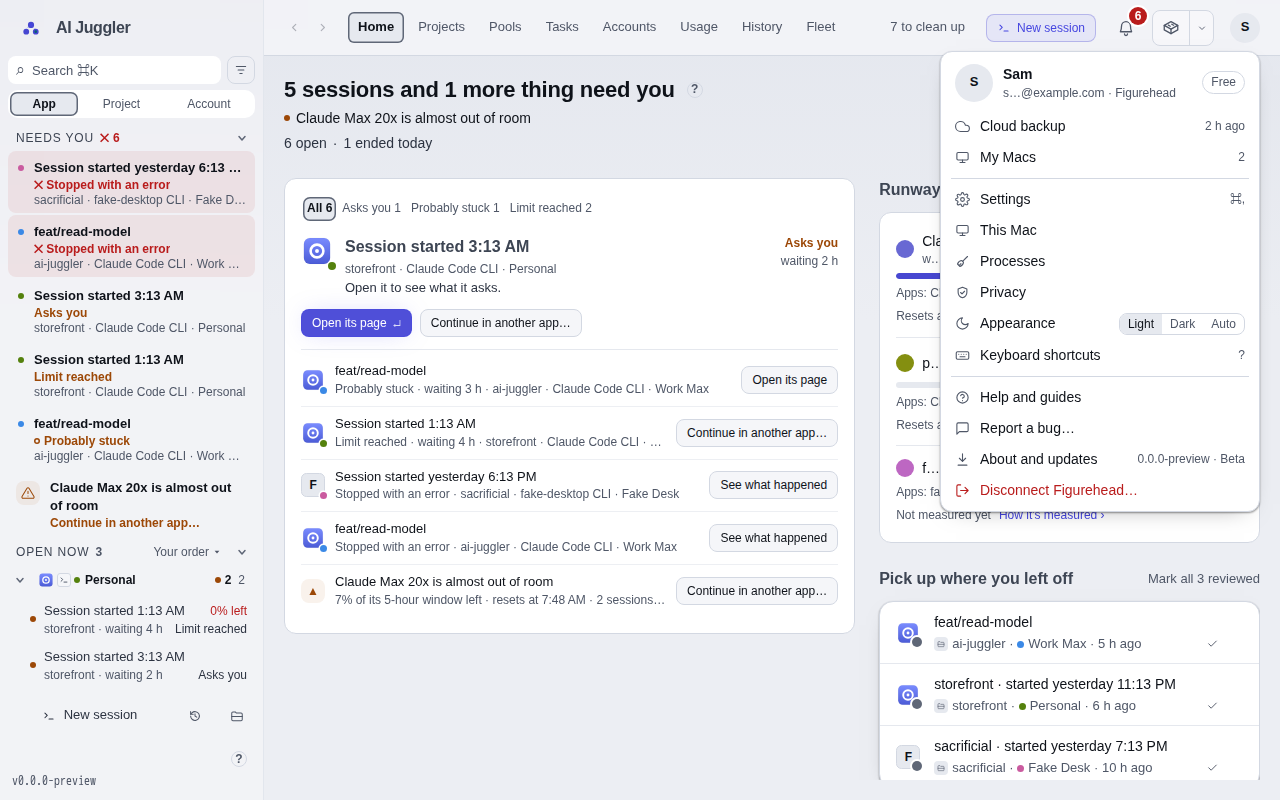 AI Juggler
Search ⌘K
App Project Account
NEEDS YOU 6
Session started yesterday 6:13 …
Stopped with an error
sacrificial · fake-desktop CLI · Fake D…
feat/read-model
Stopped with an error
ai-juggler · Claude Code CLI · Work …
Session started 3:13 AM
Asks you
storefront · Claude Code CLI · Personal
Session started 1:13 AM
Limit reached
storefront · Claude Code CLI · Personal
feat/read-model
Probably stuck
ai-juggler · Claude Code CLI · Work …
Claude Max 20x is almost out
of room
Continue in another app…
OPEN NOW 3 Your order
Personal 2 2
Session started 1:13 AM 0% left
storefront · waiting 4 h Limit reached
Session started 3:13 AM
storefront · waiting 2 h Asks you
New session
?
v0.0.0-preview
Home Projects Pools Tasks Accounts Usage History Fleet 7 to clean up New session 6 S
5 sessions and 1 more thing need you ?
Claude Max 20x is almost out of room
6 open · 1 ended today
All 6 Asks you 1 Probably stuck 1 Limit reached 2
Session started 3:13 AM Asks you
storefront · Claude Code CLI · Personal waiting 2 h
Open it to see what it asks.
Open its page Continue in another app…
feat/read-model
Probably stuck · waiting 3 h · ai-juggler · Claude Code CLI · Work Max
Open its page
Session started 1:13 AM
Limit reached · waiting 4 h · storefront · Claude Code CLI · …
Continue in another app…
F
Session started yesterday 6:13 PM
Stopped with an error · sacrificial · fake-desktop CLI · Fake Desk
See what happened
feat/read-model
Stopped with an error · ai-juggler · Claude Code CLI · Work Max
See what happened
Claude Max 20x is almost out of room
7% of its 5-hour window left · resets at 7:48 AM · 2 sessions…
Continue in another app…
Runway
Cla
w…
Apps: C
Resets a
p…
Apps: C
Resets a
f…
Apps: fa
Not measured yet How it's measured ›
S
Sam
s…@example.com · Figurehead
Free
Cloud backup 2 h ago
My Macs 2
Settings ⌘,
This Mac
Processes
Privacy
Appearance Light Dark Auto
Keyboard shortcuts ?
Help and guides
Report a bug…
About and updates 0.0.0-preview · Beta
Disconnect Figurehead…
Pick up where you left off Mark all 3 reviewed
feat/read-model
ai-juggler · Work Max · 5 h ago
storefront · started yesterday 11:13 PM
storefront · Personal · 6 h ago
F
sacrificial · started yesterday 7:13 PM
sacrificial · Fake Desk · 10 h ago